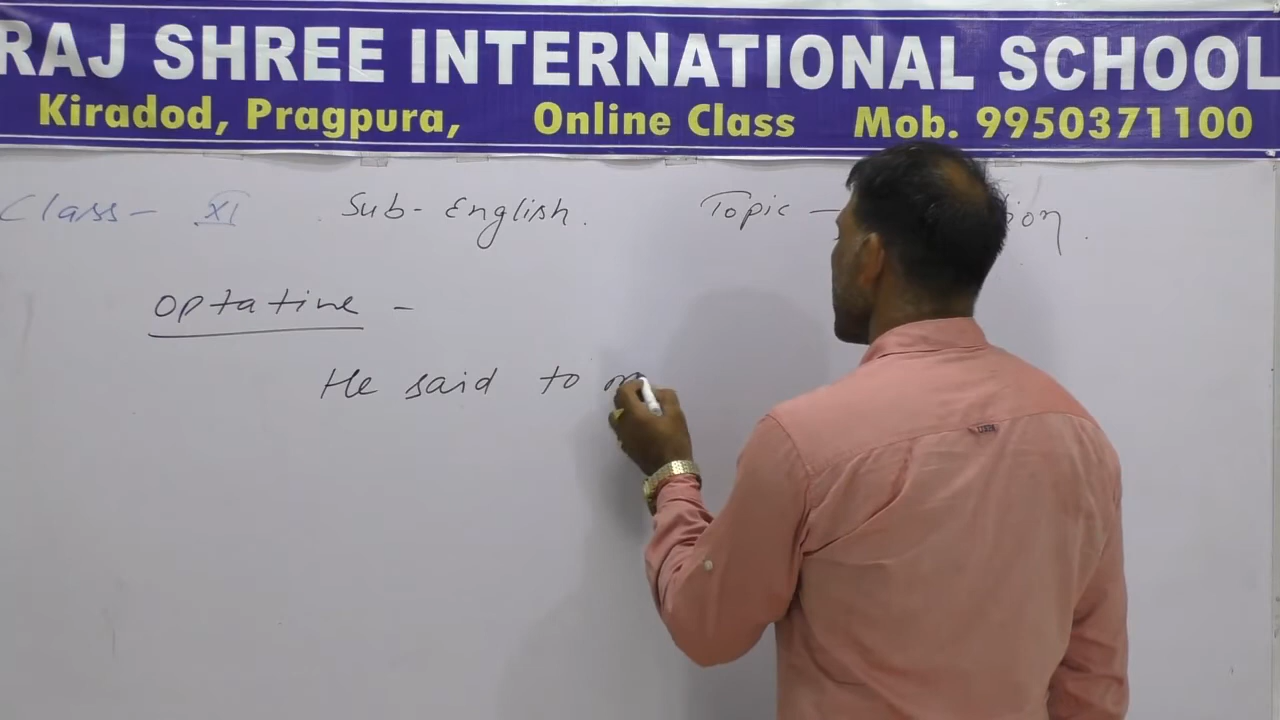 RAJ SHREE INTERNATIONAL SCHOOL
Kiradod, Pragpura, Online Class Mob. 9950371100
Class - XI Sub - English. Topic -
Optative -
He said to